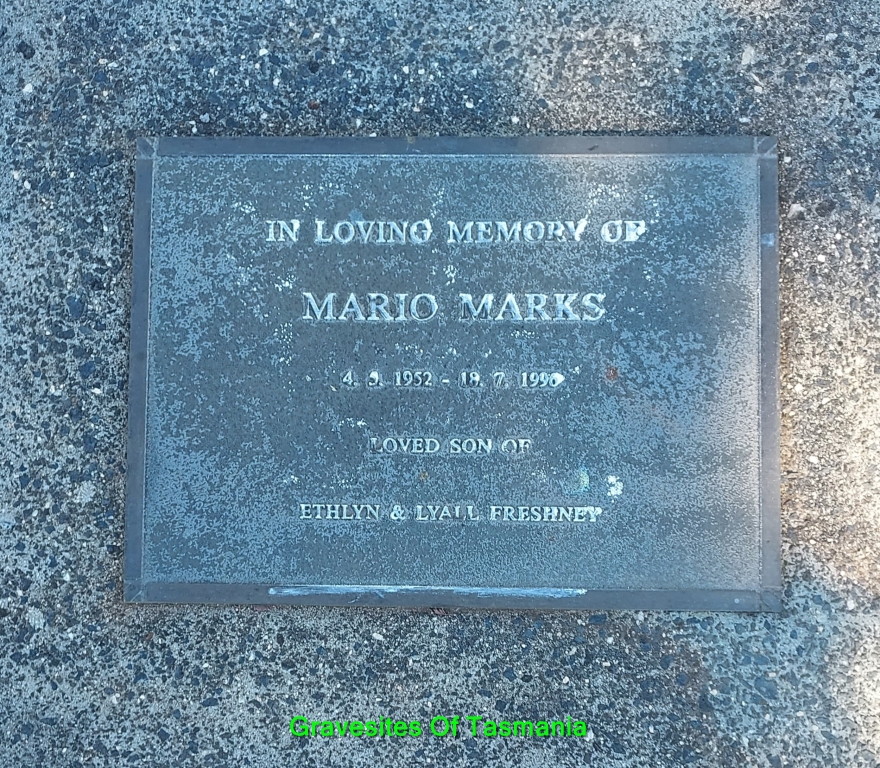 IN LOVING MEMORY OF
MARIO MARKS
4. 5. 1952 - 18. 7. 1990
LOVED SON OF
ETHLYN & LYALL FRESHNEY
Gravesites Of Tasmania